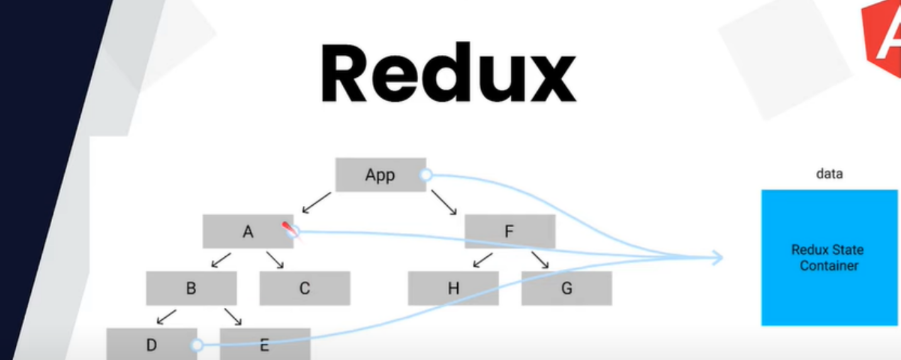 Redux
data
App
A
F
Redux State
Container
B
C
H
G
D
E